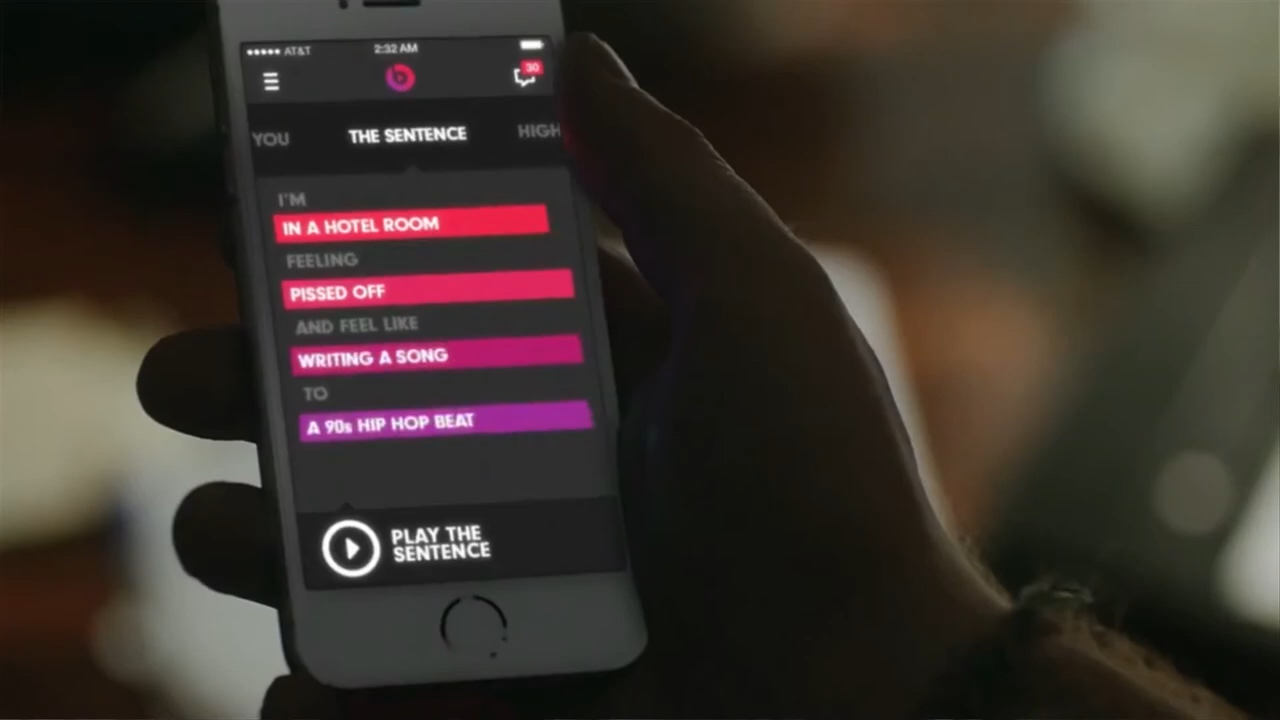 AT&T 2:32 AM
30
YOU THE SENTENCE HIGH
I'M
IN A HOTEL ROOM
FEELING
PISSED OFF
AND FEEL LIKE
WRITING A SONG
TO
A 90s HIP HOP BEAT
PLAY THE
SENTENCE